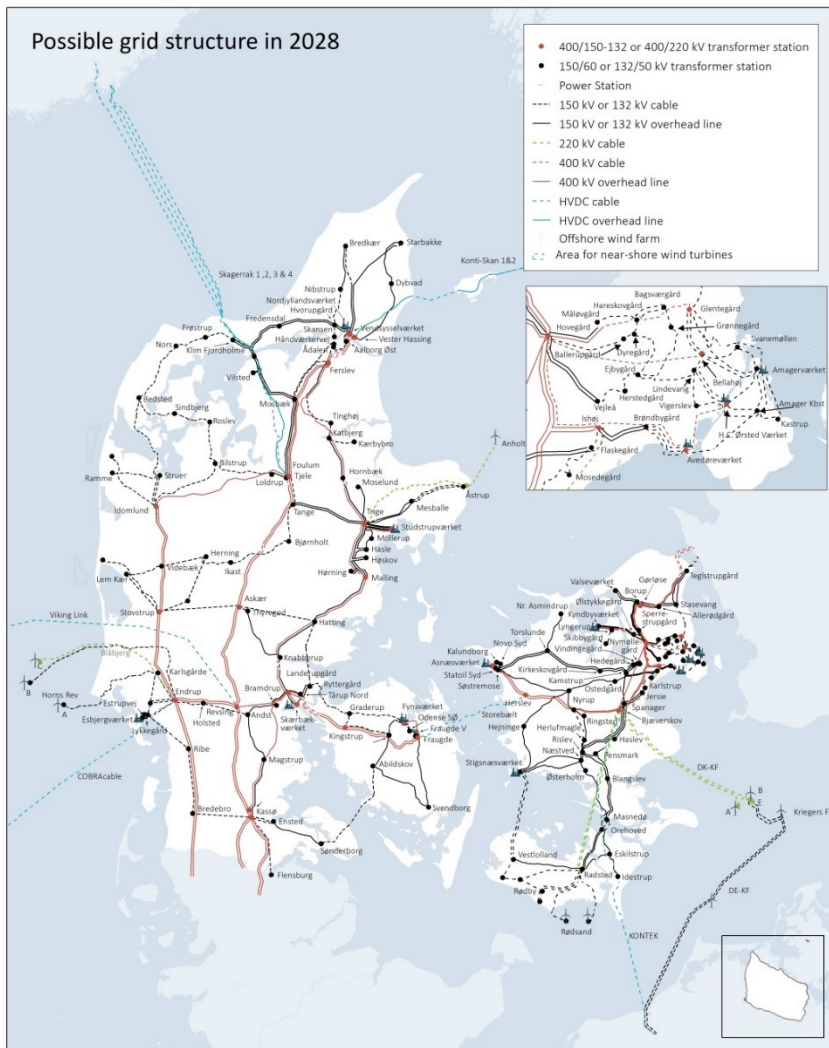 Possible grid structure in 2028
400/150-132 or 400/220 kV transformer station
150/60 or 132/50 kV transformer station
Power Station
150 kV or 132 kV cable
150 kV or 132 kV overhead line
220 kV cable
400 kV cable
400 kV overhead line
HVDC cable
HVDC overhead line
Offshore wind farm
Area for near-shore wind turbines
Skagerrak 1 ,2, 3 & 4
Konti-Skan 1&2
Bredkær
Starbakke
Dybvad
Nibstrup
Nordjyllandsværket
Hvorupgård
Vendsysselværket
Skansen
Vester Hassing
Håndværkervej
Ådalen
Aalborg Øst
Fredensdal
Frøstrup
Klim Fjordholme
Ferslev
Nors
Vilsted
Mosbæk
Bedsted
Sindbjerg
Roslev
Tinghøj
Katbjerg
Kærbybro
Anholt
Bilstrup
Foulum
Tjele
Loldrup
Hornbæk
Moselund
Ramme
Struer
Åstrup
Mesballe
Idomlund
Tange
Trige
Studstrupværket
Mollerup
Hasle
Høskov
Bjørnholt
Herning
Videbæk
Ikast
Hørning
Malling
Lem Kær
Askær
Stovstrup
Thyregod
Hatting
Viking Link
Blåbjerg
Knabberup
Landerupgård
Karlsgårde
Ryttergård
Bramdrup
Tårup Nord
B
Horns Rev
A
Estrupvej
Endrup
Revsing
Holsted
Andst
Skærbæk
værket
Graderup
Fynsværket
Odense SØ
Fraugde V
Fraugde
Esbjergværket
Lykkegård
Kingstrup
Ribe
Magstrup
Abildskov
COBRAcable
Svendborg
Bredebro
Kassø
Ensted
Sønderborg
Flensburg
Bagsværgård
Hareskovgård
Glentegård
Måløvgård
Hovegård
Grønnegård
Svanemøllen
Ballerupgård
Dyregård
Ejbygård
Bellahøj
Amagerværket
Lindevang
Herstedgård
Vigerslev
Vejleå
Amager Kbst
Ishøj
Brøndbygård
Kastrup
H.C. Ørsted Værket
Flaskegård
Avedøreværket
Mosedegård
Teglstrupgård
Valseværket
Gørløse
Borup
Ølstykkegård
Stasevang
Nr. Asmindrup
Kyndbyværket
Sperre-
strupgård
Allerødgård
Lyngerup
Torslunde
Skibbygård
Nymølle-
gård
Novo Syd
Vindingegård
Kalundborg
Asnæsværket
Hedegård
Statoil Syd
Kirkeskovgård
Kamstrup
Karlstrup
Østedgård
Jersie
Søstremose
Herslev
Nyrup
Spanager
Storebælt
Ringsted
Bjæverskov
Hejninge
Herlufmagle
Rislev
Haslev
DK-KF
Næstved
Pensmark
Stigsnæsværket
Østerholm
Blangslev
B
E
A
Kriegers F
Masnedø
Orehoved
Vestlolland
Eskilstrup
Radsted
Idestrup
Rødby
Rødsand
KONTEK
DE-KF